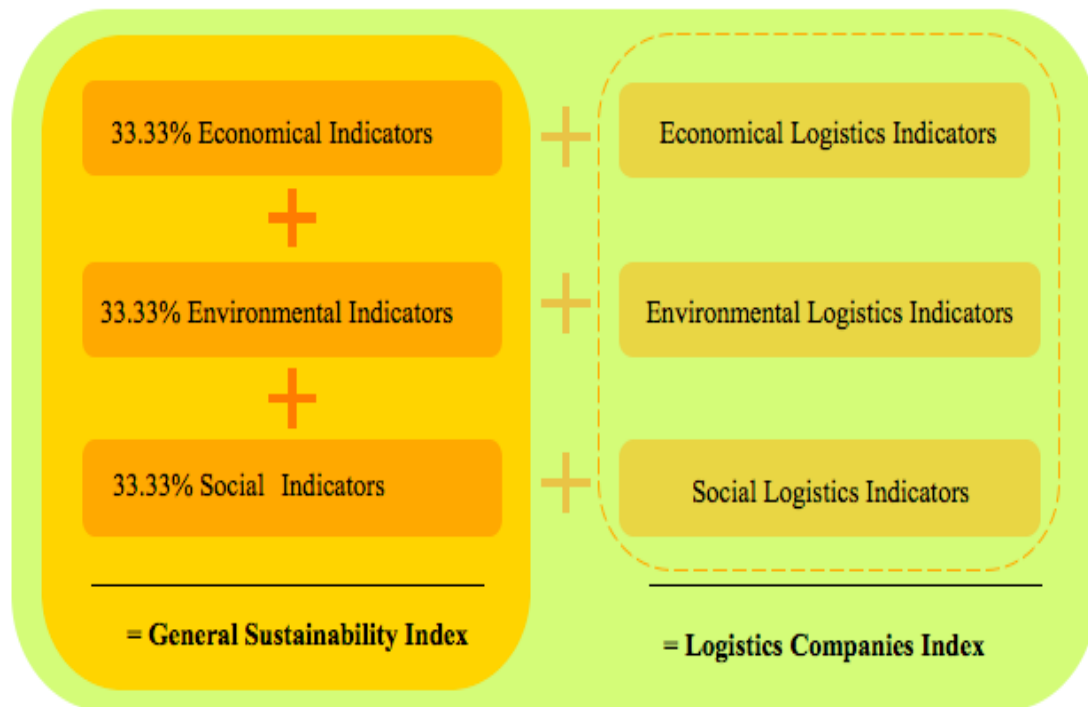 33.33% Economical Indicators
+
Economical Logistics Indicators
+
33.33% Environmental Indicators
+
Environmental Logistics Indicators
+
33.33% Social Indicators
+
Social Logistics Indicators
= General Sustainability Index
= Logistics Companies Index